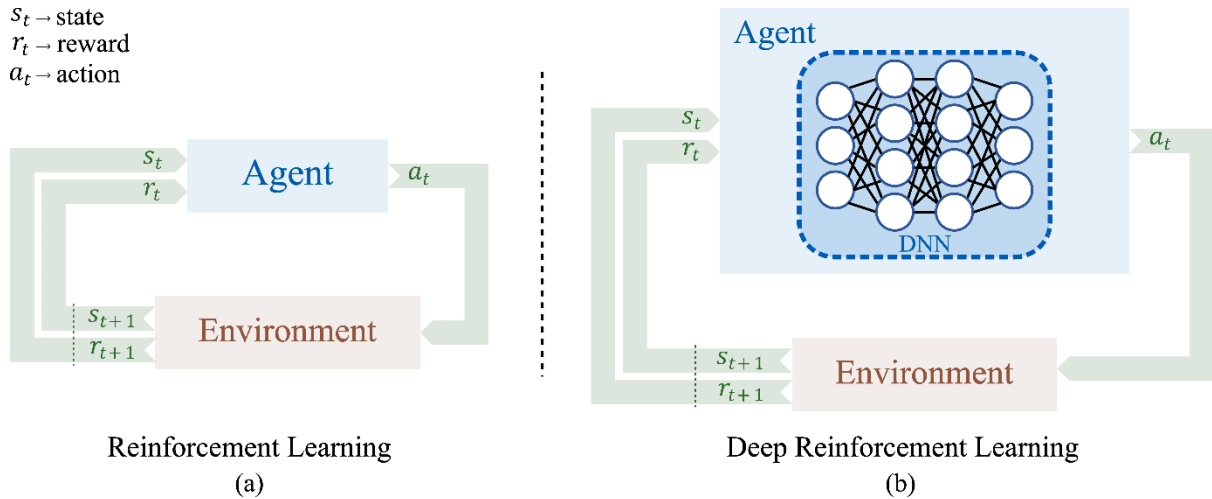 s_t → state
r_t → reward
a_t → action
s_t
r_t
Agent
a_t
s_{t+1}
r_{t+1}
Environment
Reinforcement Learning
(a)
Agent
DNN
s_t
r_t
a_t
s_{t+1}
r_{t+1}
Environment
Deep Reinforcement Learning
(b)